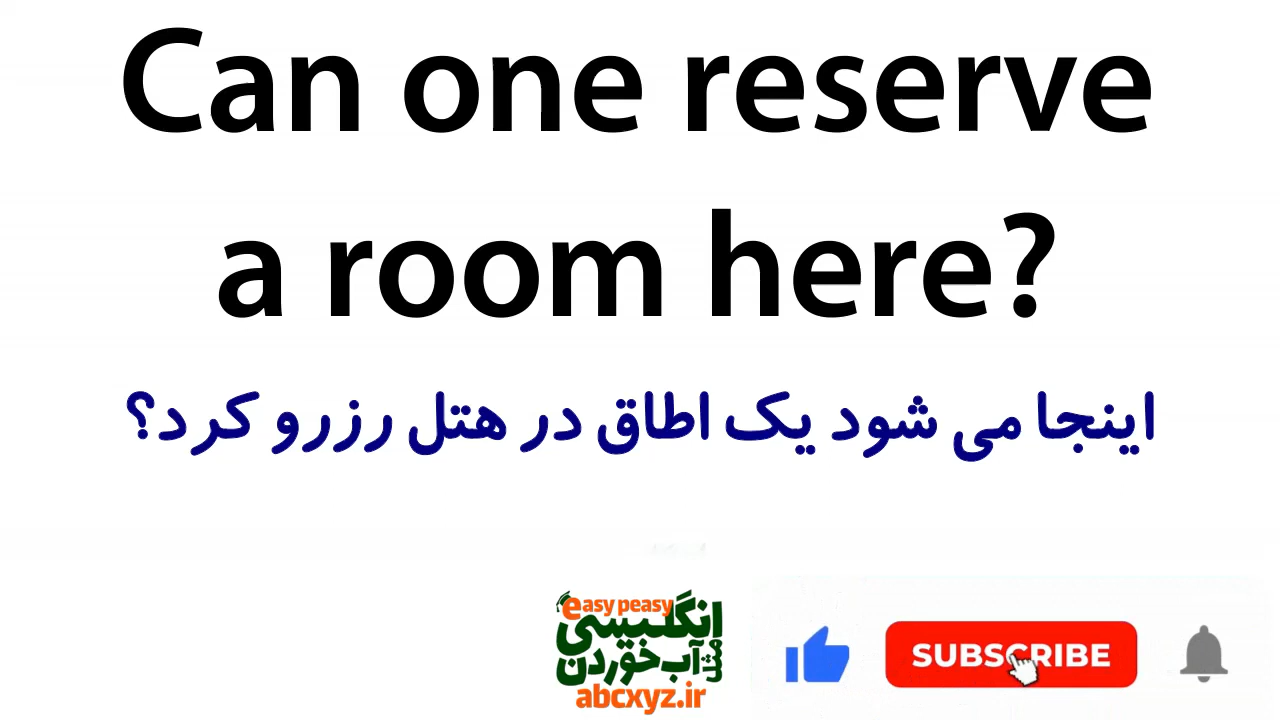 Can one reserve
a room here?
اینجا می شود یک اطاق در هتل رزرو کرد؟
easy peasy
انگلیسی
مثل آب خوردن
abcxyz.ir
SUBSCRIBE